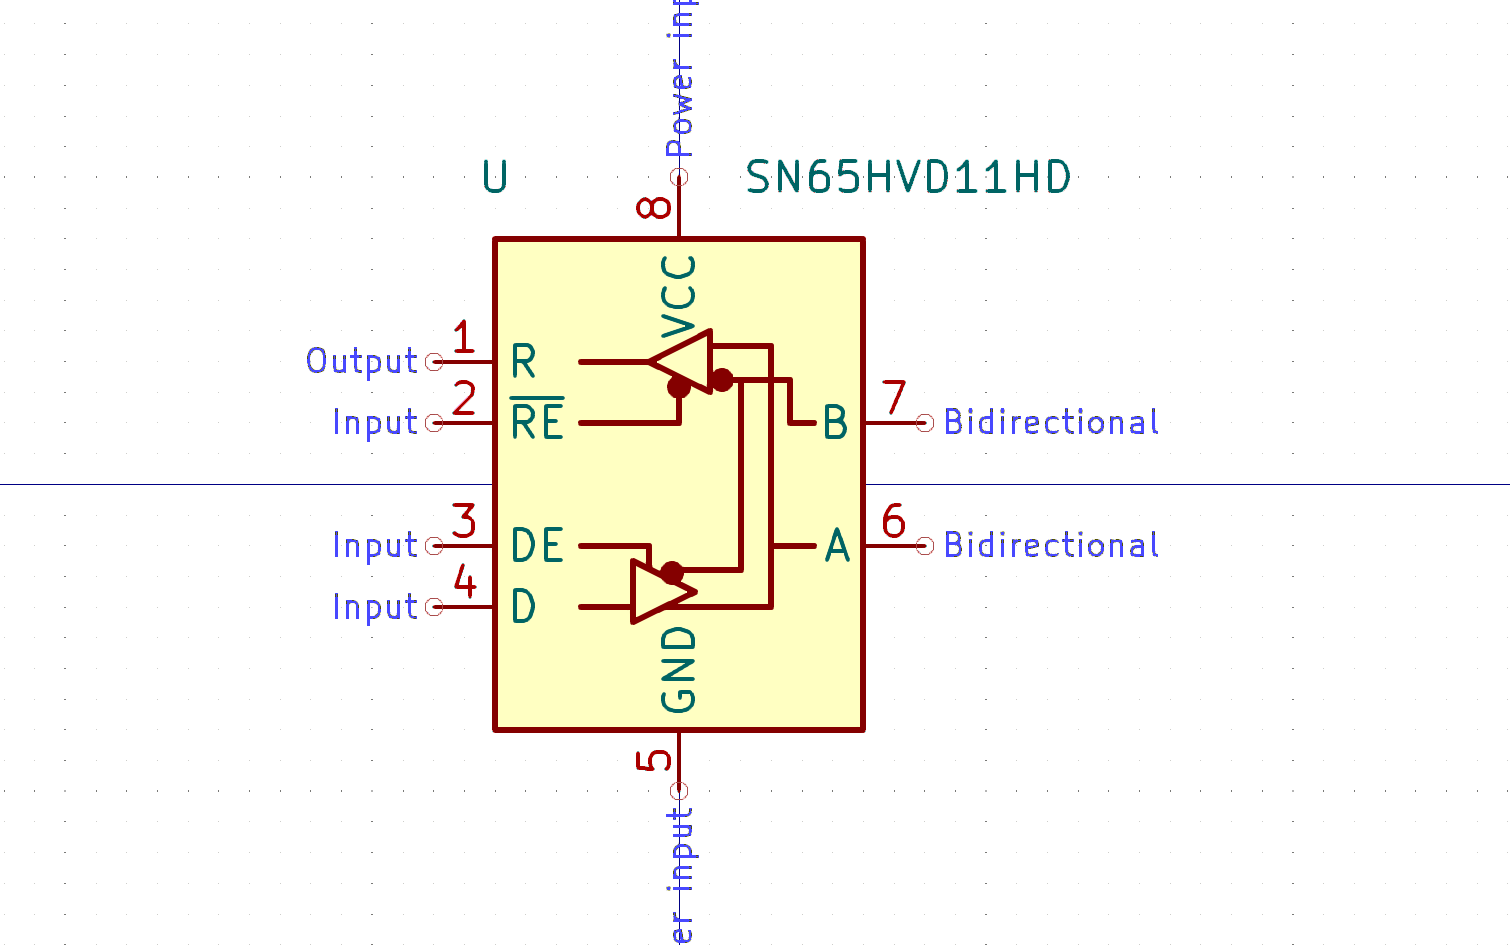 Power inp
U
SN65HVD11HD
8
VCC
Output 1 R
Input 2 RE
B 7 Bidirectional
Input 3 DE
A 6 Bidirectional
Input 4 D
GND
5
er input